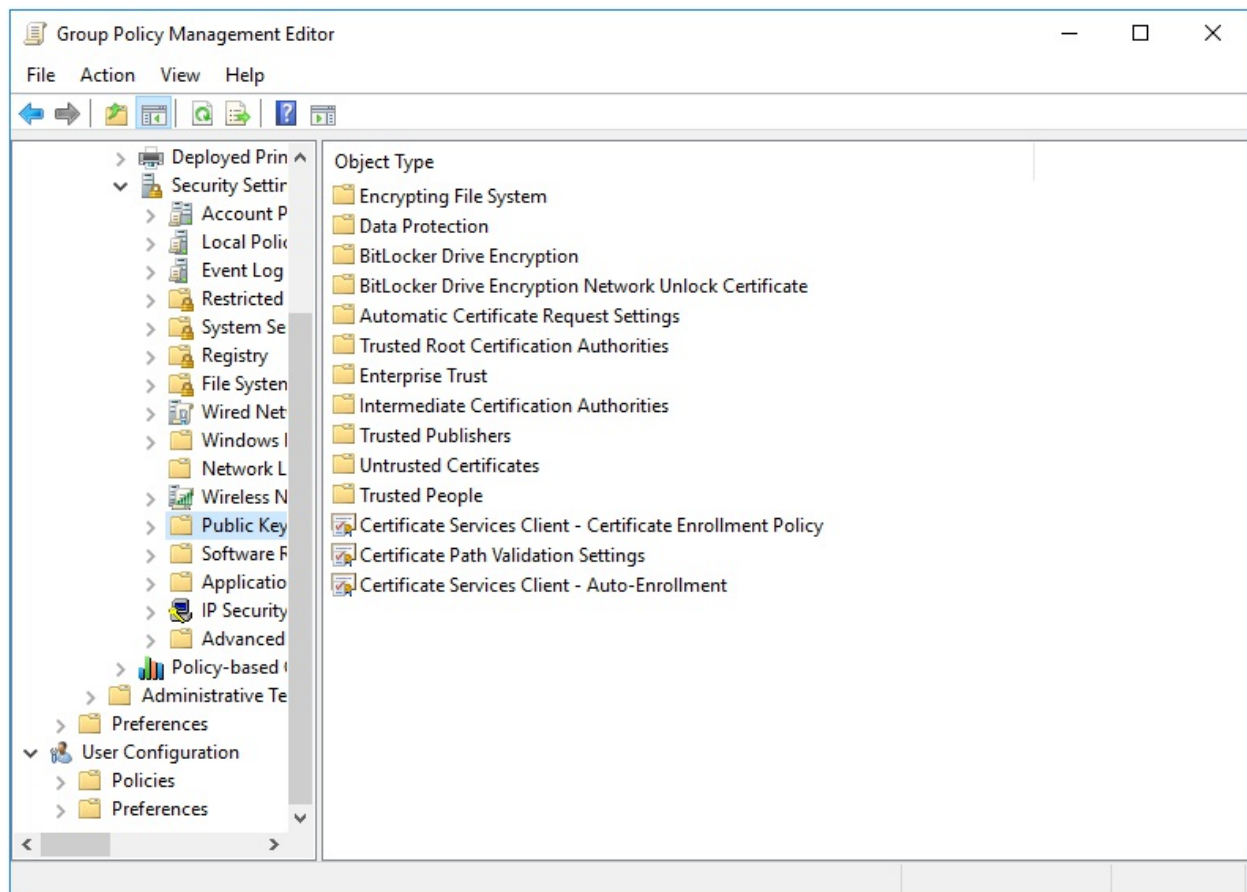 Group Policy Management Editor
File Action View Help
Deployed Prin
Security Settin
Account P
Local Polic
Event Log
Restricted
System Se
Registry
File System
Wired Net
Windows
Network L
Wireless N
Public Key
Software R
Applicatio
IP Security
Advanced
Policy-based
Administrative Te
Preferences
User Configuration
Policies
Preferences
Object Type
Encrypting File System
Data Protection
BitLocker Drive Encryption
BitLocker Drive Encryption Network Unlock Certificate
Automatic Certificate Request Settings
Trusted Root Certification Authorities
Enterprise Trust
Intermediate Certification Authorities
Trusted Publishers
Untrusted Certificates
Trusted People
Certificate Services Client - Certificate Enrollment Policy
Certificate Path Validation Settings
Certificate Services Client - Auto-Enrollment